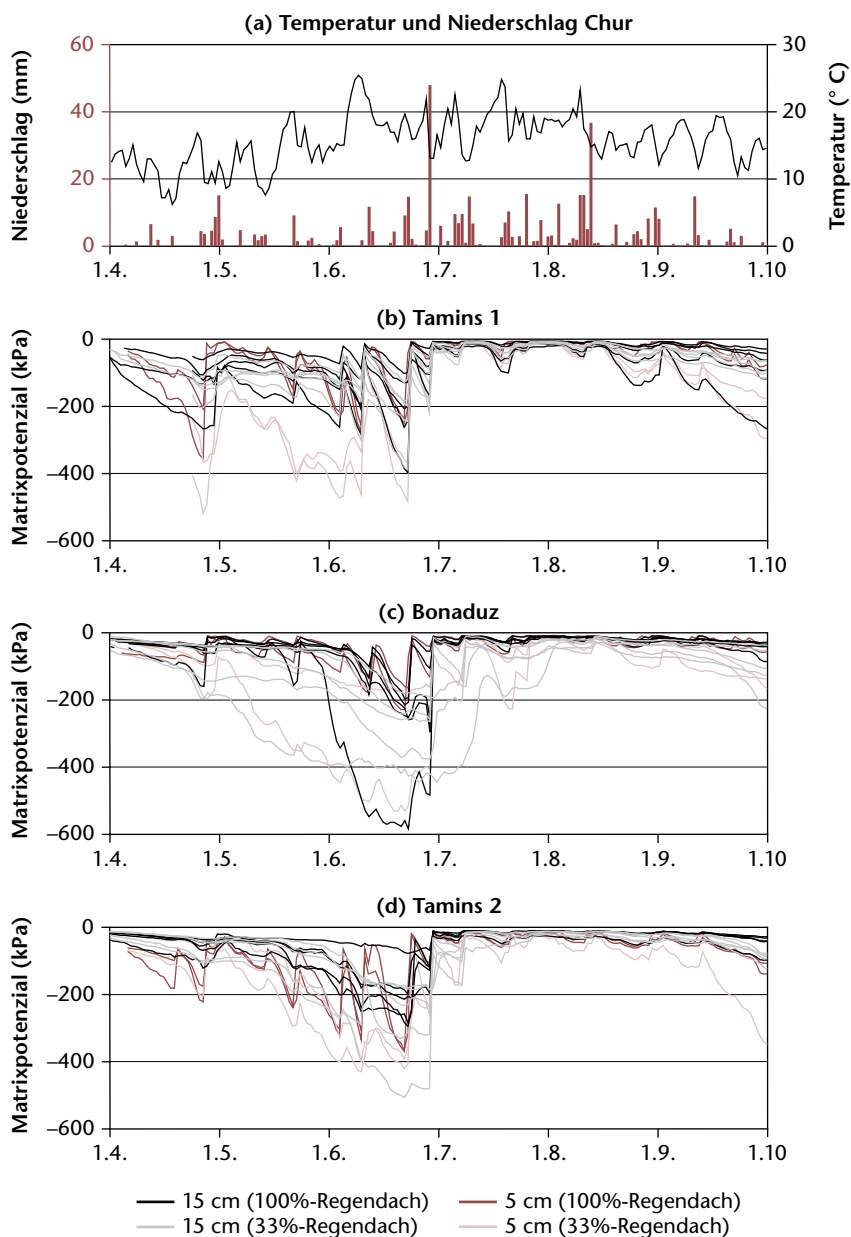 (a) Temperatur und Niederschlag Chur
Niederschlag (mm)
60
40
20
0
30
20
10
0
Temperatur (° C)
1.4. 1.5. 1.6. 1.7. 1.8. 1.9. 1.10
(b) Tamins 1
Matrixpotenzial (kPa)
0
–200
–400
–600
1.4. 1.5. 1.6. 1.7. 1.8. 1.9. 1.10
(c) Bonaduz
Matrixpotenzial (kPa)
0
–200
–400
–600
1.4. 1.5. 1.6. 1.7. 1.8. 1.9. 1.10
(d) Tamins 2
Matrixpotenzial (kPa)
0
–200
–400
–600
1.4. 1.5. 1.6. 1.7. 1.8. 1.9. 1.10
15 cm (100%-Regendach) 5 cm (100%-Regendach)
15 cm (33%-Regendach) 5 cm (33%-Regendach)